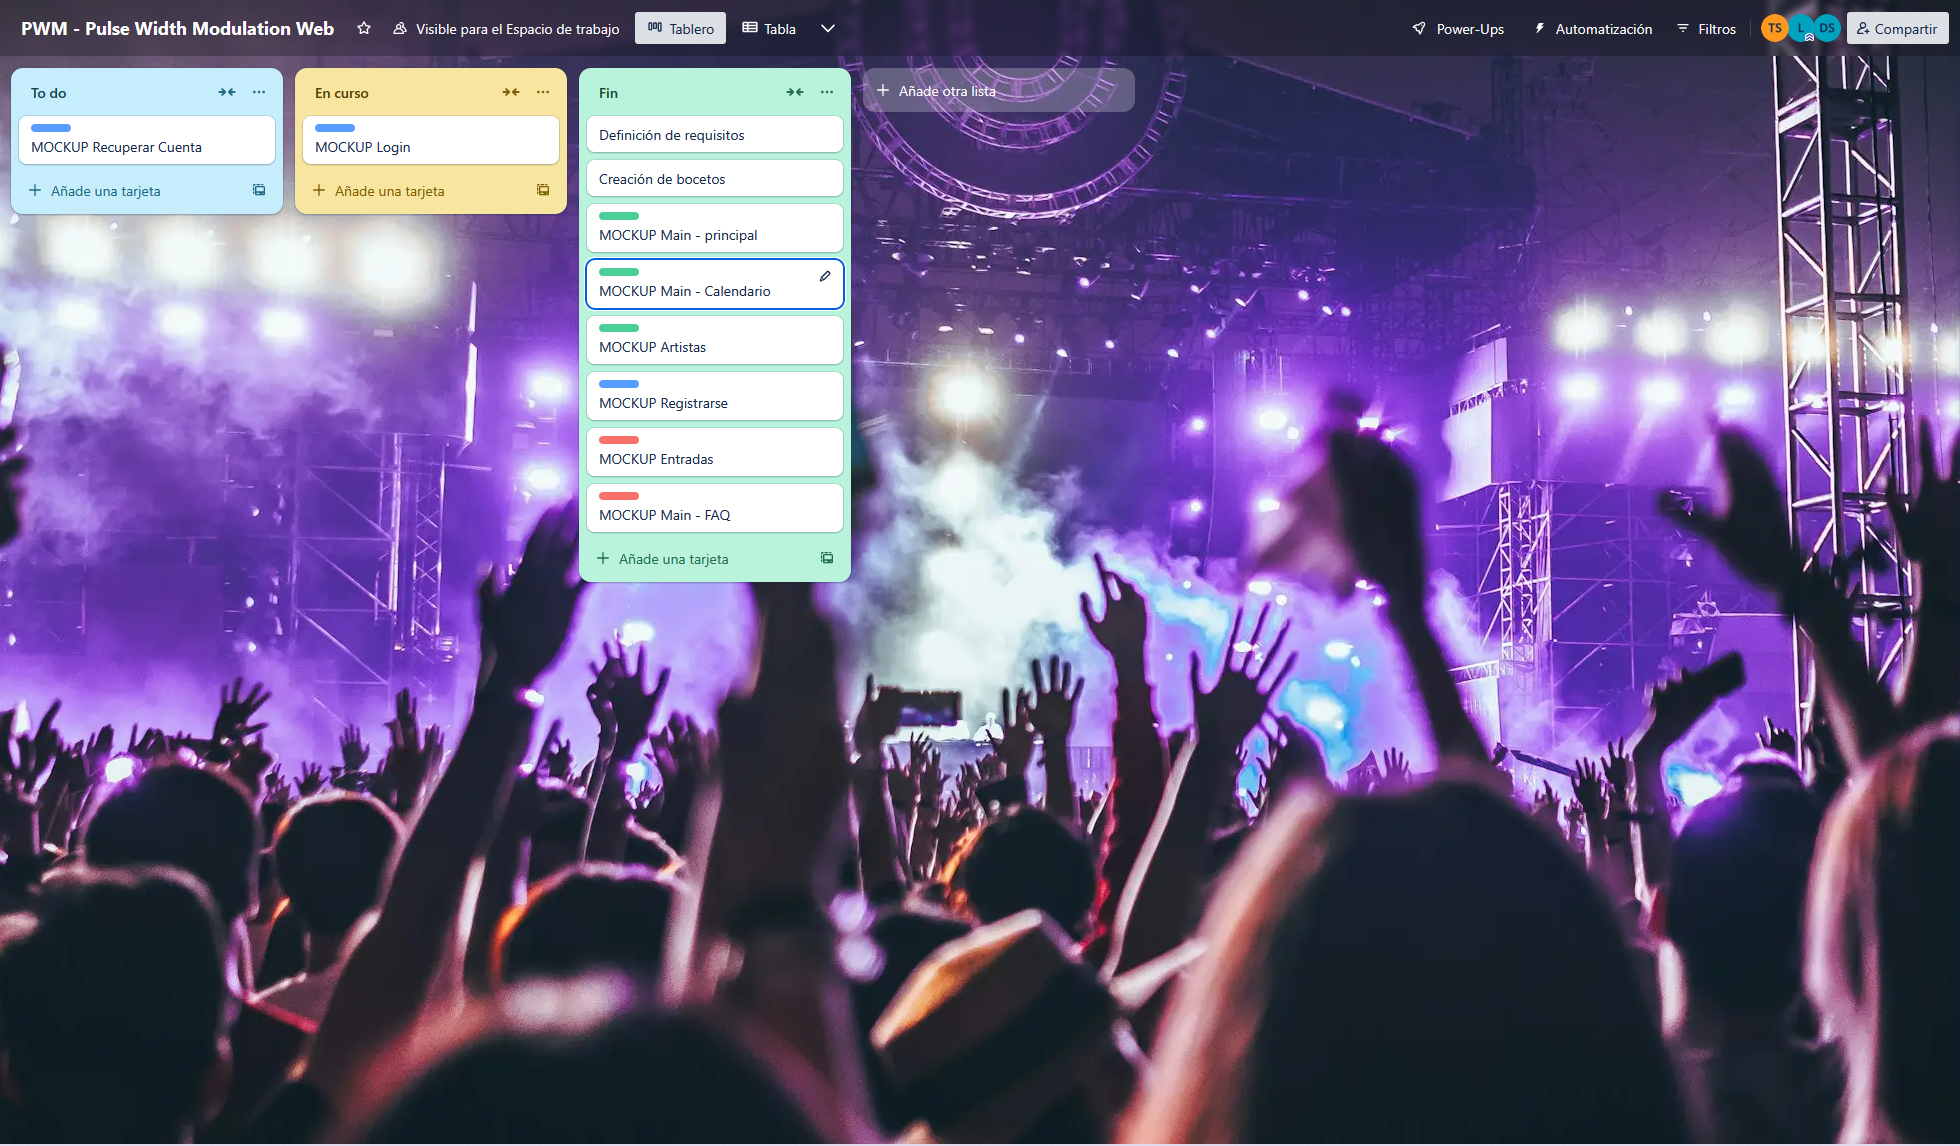 PWM - Pulse Width Modulation Web
Visible para el Espacio de trabajo
Tablero
Tabla
Power-Ups
Automatización
Filtros
TS
L
DS
Compartir
To do
MOCKUP Recuperar Cuenta
Añade una tarjeta
En curso
MOCKUP Login
Añade una tarjeta
Fin
Definición de requisitos
Creación de bocetos
MOCKUP Main - principal
MOCKUP Main - Calendario
MOCKUP Artistas
MOCKUP Registrarse
MOCKUP Entradas
MOCKUP Main - FAQ
Añade una tarjeta
Añade otra lista